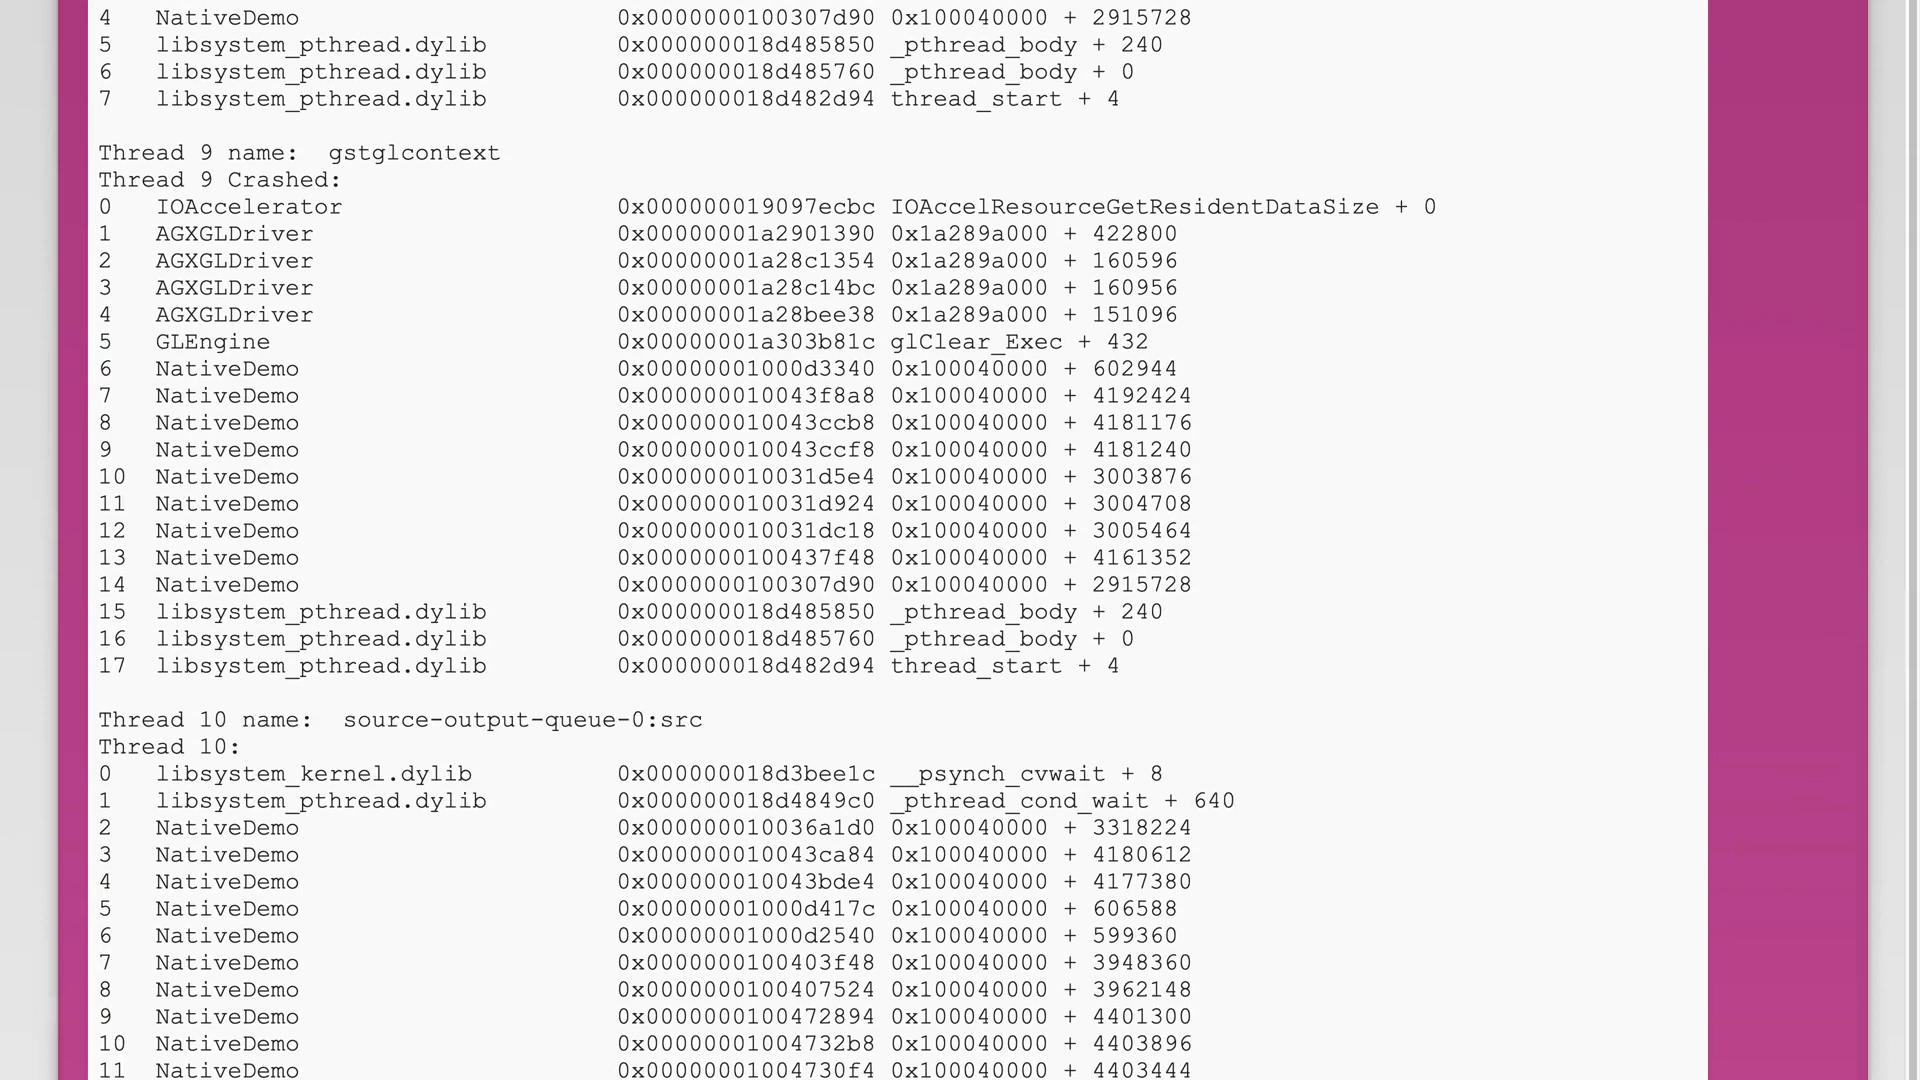 4 NativeDemo 0x0000000100307d90 0x100040000 + 2915728
5 libsystem_pthread.dylib 0x000000018d485850 _pthread_body + 240
6 libsystem_pthread.dylib 0x000000018d485760 _pthread_body + 0
7 libsystem_pthread.dylib 0x000000018d482d94 thread_start + 4
Thread 9 name: gstglcontext
Thread 9 Crashed:
0 IOAccelerator 0x000000019097ecbc IOAccelResourceGetResidentDataSize + 0
1 AGXGLDriver 0x00000001a2901390 0x1a289a000 + 422800
2 AGXGLDriver 0x00000001a28c1354 0x1a289a000 + 160596
3 AGXGLDriver 0x00000001a28c14bc 0x1a289a000 + 160956
4 AGXGLDriver 0x00000001a28bee38 0x1a289a000 + 151096
5 GLEngine 0x00000001a303b81c glClear_Exec + 432
6 NativeDemo 0x00000001000d3340 0x100040000 + 602944
7 NativeDemo 0x000000010043f8a8 0x100040000 + 4192424
8 NativeDemo 0x000000010043ccb8 0x100040000 + 4181176
9 NativeDemo 0x000000010043ccf8 0x100040000 + 4181240
10 NativeDemo 0x000000010031d5e4 0x100040000 + 3003876
11 NativeDemo 0x000000010031d924 0x100040000 + 3004708
12 NativeDemo 0x000000010031dc18 0x100040000 + 3005464
13 NativeDemo 0x0000000100437f48 0x100040000 + 4161352
14 NativeDemo 0x0000000100307d90 0x100040000 + 2915728
15 libsystem_pthread.dylib 0x000000018d485850 _pthread_body + 240
16 libsystem_pthread.dylib 0x000000018d485760 _pthread_body + 0
17 libsystem_pthread.dylib 0x000000018d482d94 thread_start + 4
Thread 10 name: source-output-queue-0:src
Thread 10:
0 libsystem_kernel.dylib 0x000000018d3bee1c __psynch_cvwait + 8
1 libsystem_pthread.dylib 0x000000018d4849c0 _pthread_cond_wait + 640
2 NativeDemo 0x000000010036a1d0 0x100040000 + 3318224
3 NativeDemo 0x000000010043ca84 0x100040000 + 4180612
4 NativeDemo 0x000000010043bde4 0x100040000 + 4177380
5 NativeDemo 0x00000001000d417c 0x100040000 + 606588
6 NativeDemo 0x00000001000d2540 0x100040000 + 599360
7 NativeDemo 0x0000000100403f48 0x100040000 + 3948360
8 NativeDemo 0x0000000100407524 0x100040000 + 3962148
9 NativeDemo 0x0000000100472894 0x100040000 + 4401300
10 NativeDemo 0x00000001004732b8 0x100040000 + 4403896
11 NativeDemo 0x00000001004730f4 0x100040000 + 4403444